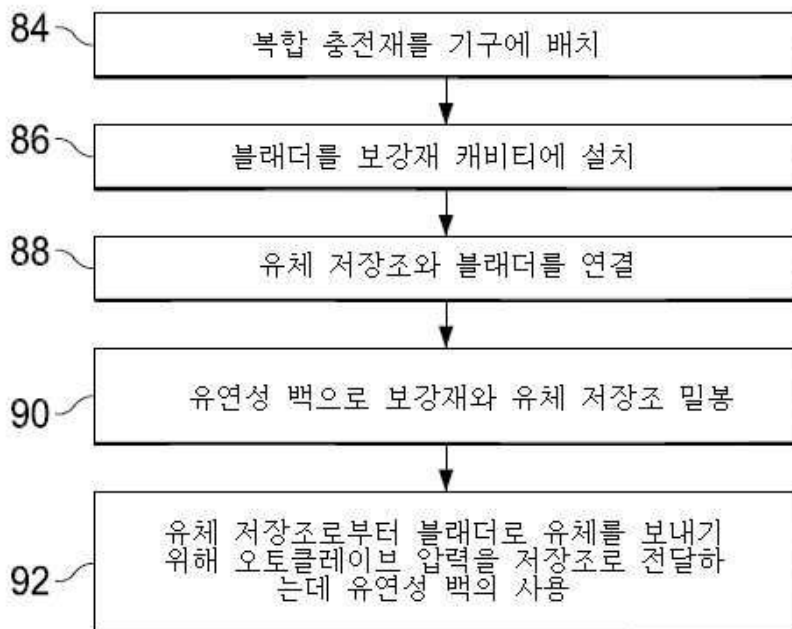 84
복합 충전재를 기구에 배치
86
블래더를 보강재 캐비티에 설치
88
유체 저장조와 블래더를 연결
90
유연성 백으로 보강재와 유체 저장조 밀봉
92
유체 저장조로부터 블래더로 유체를 보내기
위해 오토클레이브 압력을 저장조로 전달하
는데 유연성 백의 사용